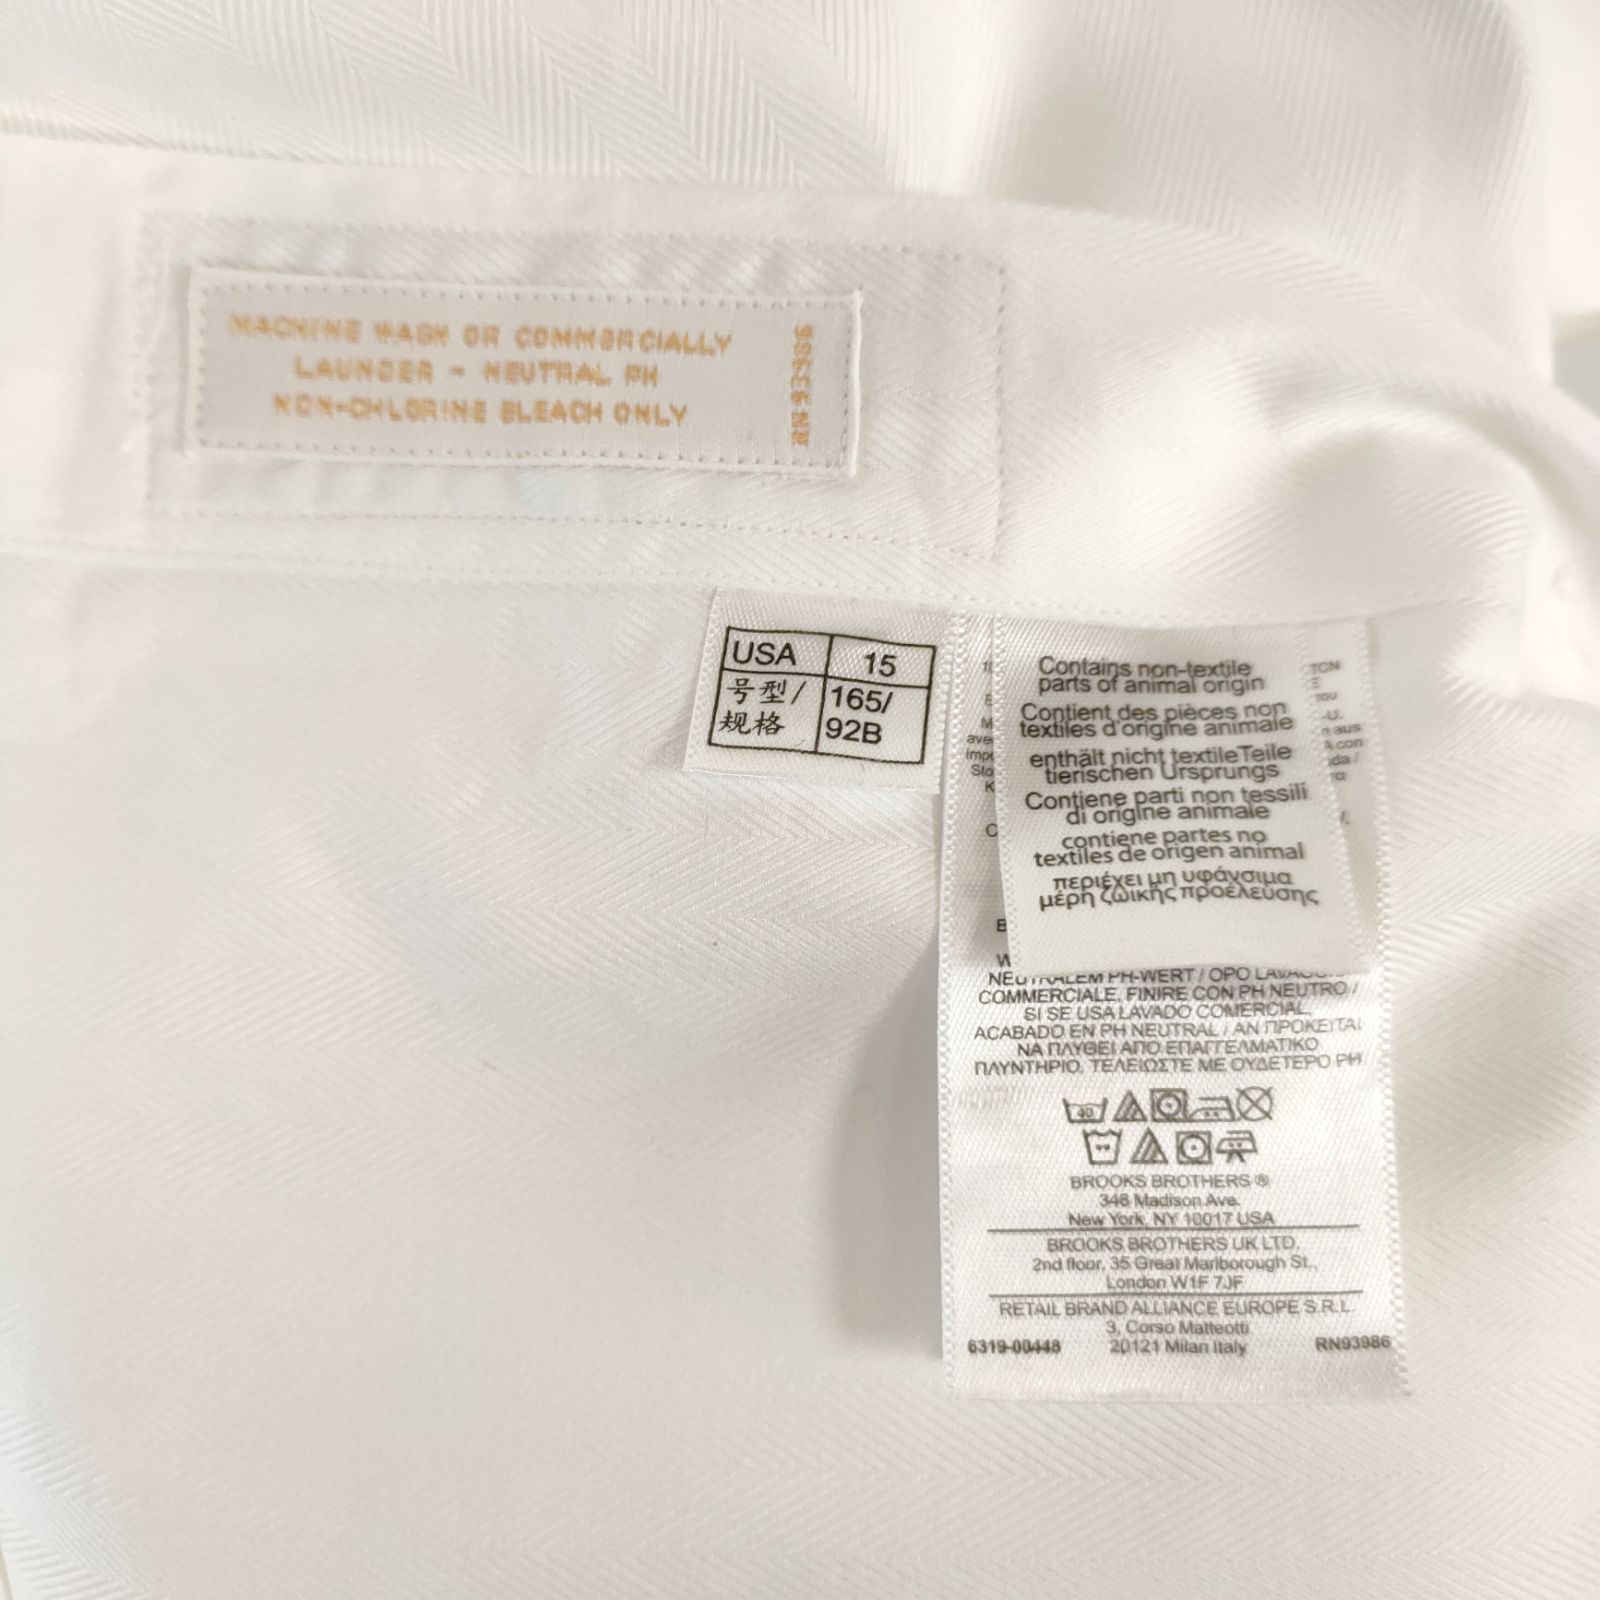 MACHINE WASH OR COMMERCIALLY
LAUNDER - NEUTRAL PH
NON-CHLORINE BLEACH ONLY
RN 93986
USA 15
号型/ 165/
规格 92B
Contains non-textile
parts of animal origin
Contient des pièces non
textiles d'origine animale
enthält nicht textile Teile
tierischen Ursprungs
Contiene parti non tessili
di origine animale
contiene partes no
textiles de origen animal
περιέχει μη υφάνσιμα
μέρη ζωικής προέλευσης
NEUTRALEM PH-WERT / OPO LAVAGGIO
COMMERCIALE, FINIRE CON PH NEUTRO /
SI SE USA LAVADO COMERCIAL,
ACABADO EN PH NEUTRAL / AN ΠΡΟΚΕΙΤΑΙ
ΝΑ ΠΛΥΘΕΙ ΑΠΟ ΕΠΑΓΓΕΛΜΑΤΙΚΟ
ΠΛΥΝΤΗΡΙΟ, ΤΕΛΕΙΩΣΤΕ ΜΕ ΟΥΔΕΤΕΡΟ PH
40
BROOKS BROTHERS ®
346 Madison Ave.
New York, NY 10017 USA
BROOKS BROTHERS UK LTD,
2nd floor, 35 Great Marlborough St.,
London W1F 7JF
RETAIL BRAND ALLIANCE EUROPE S.R.L.
3, Corso Matteotti
6319-00448 20121 Milan Italy RN93986